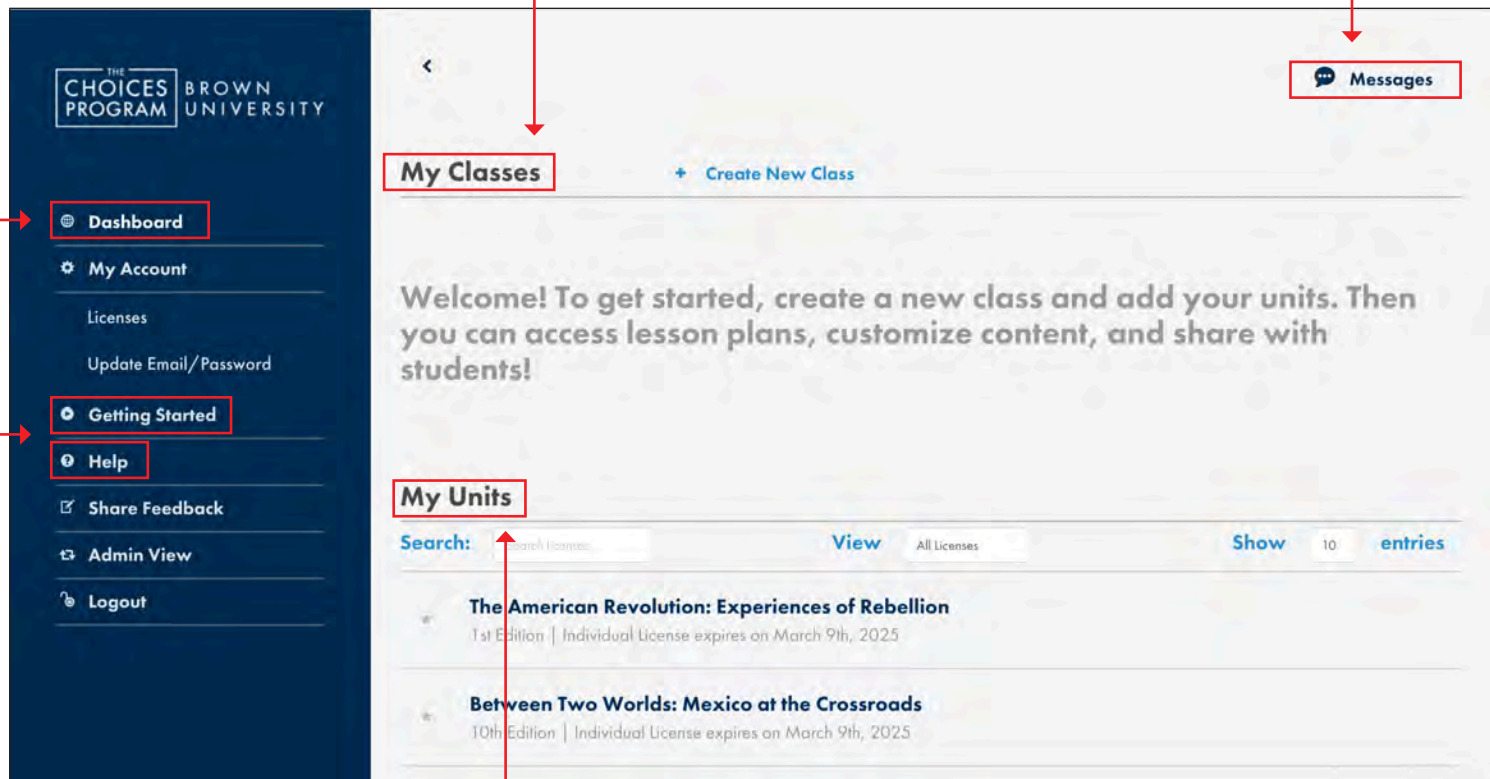 THE
CHOICES
PROGRAM
BROWN
UNIVERSITY
Dashboard
My Account
Licenses
Update Email/Password
Getting Started
Help
Share Feedback
Admin View
Logout
Messages
My Classes
+ Create New Class
Welcome! To get started, create a new class and add your units. Then
you can access lesson plans, customize content, and share with
students!
My Units
Search: View All Licenses Show 10 entries
The American Revolution: Experiences of Rebellion
1st Edition | Individual License expires on March 9th, 2025
Between Two Worlds: Mexico at the Crossroads
10th Edition | Individual License expires on March 9th, 2025